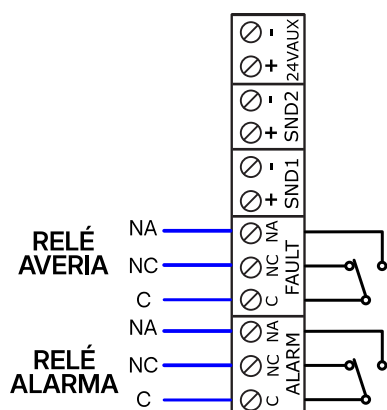 -
+
24VAUX
-
+
SND2
-
+
SND1
RELÉ
AVERIA
NA
NC
C
NA
NC
C
FAULT
RELÉ
ALARMA
NA
NC
C
NA
NC
C
ALARM